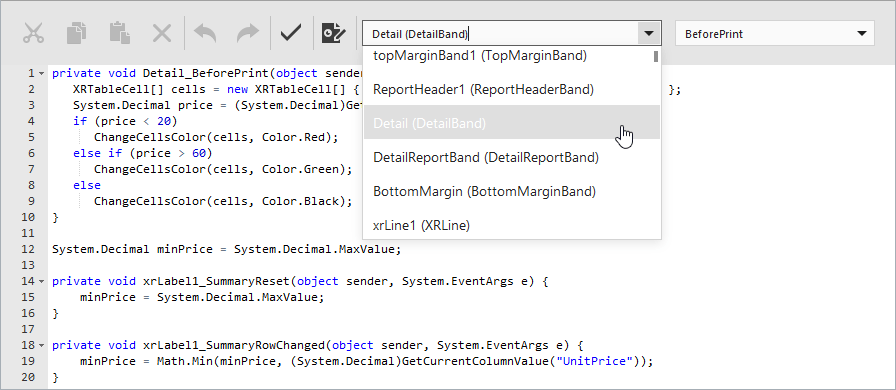 Detail (DetailBand)
BeforePrint
topMarginBand1 (TopMarginBand)
ReportHeader1 (ReportHeaderBand)
Detail (DetailBand)
DetailReportBand (DetailReportBand)
BottomMargin (BottomMarginBand)
xrLine1 (XRLine)
1 private void Detail_BeforePrint(object sender
2 XRTableCell[] cells = new XRTableCell[] { };
3 System.Decimal price = (System.Decimal)Get
4 if (price < 20)
5 ChangeCellsColor(cells, Color.Red);
6 else if (price > 60)
7 ChangeCellsColor(cells, Color.Green);
8 else
9 ChangeCellsColor(cells, Color.Black);
10 }
11
12 System.Decimal minPrice = System.Decimal.MaxValue;
13
14 private void xrLabel1_SummaryReset(object sender, System.EventArgs e) {
15 minPrice = System.Decimal.MaxValue;
16 }
17
18 private void xrLabel1_SummaryRowChanged(object sender, System.EventArgs e) {
19 minPrice = Math.Min(minPrice, (System.Decimal)GetCurrentColumnValue("UnitPrice"));
20 }